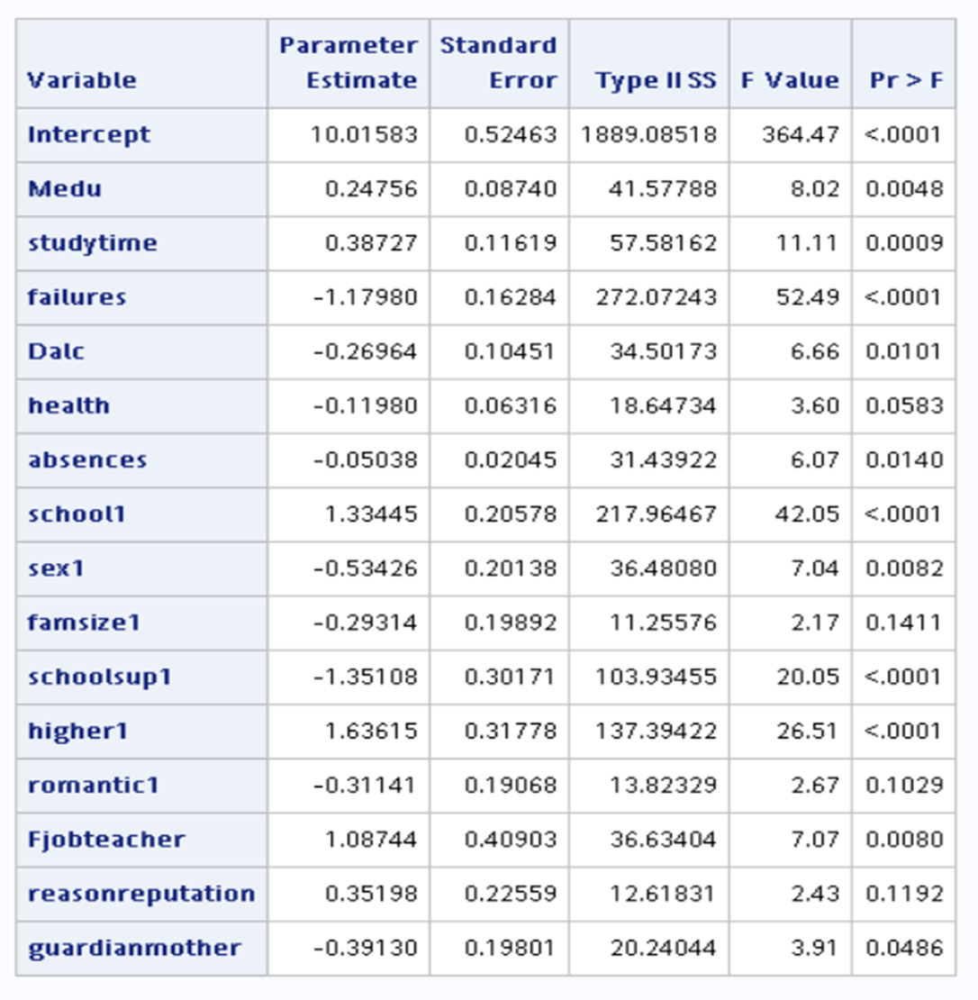 Variable Parameter Estimate Standard Error Type II SS F Value Pr > F
Intercept 10.01583 0.52463 1889.08518 364.47 <.0001
Medu 0.24756 0.08740 41.57788 8.02 0.0048
studytime 0.38727 0.11619 57.58162 11.11 0.0009
failures -1.17980 0.16284 272.07243 52.49 <.0001
Dalc -0.26964 0.10451 34.50173 6.66 0.0101
health -0.11980 0.06316 18.64734 3.60 0.0583
absences -0.05038 0.02045 31.43922 6.07 0.0140
school1 1.33445 0.20578 217.96467 42.05 <.0001
sex1 -0.53426 0.20138 36.48080 7.04 0.0082
famsize1 -0.29314 0.19892 11.25576 2.17 0.1411
schoolsup1 -1.35108 0.30171 103.93455 20.05 <.0001
higher1 1.63615 0.31778 137.39422 26.51 <.0001
romantic1 -0.31141 0.19068 13.82329 2.67 0.1029
Fjobteacher 1.08744 0.40903 36.63404 7.07 0.0080
reasonreputation 0.35198 0.22559 12.61831 2.43 0.1192
guardianmother -0.39130 0.19801 20.24044 3.91 0.0486